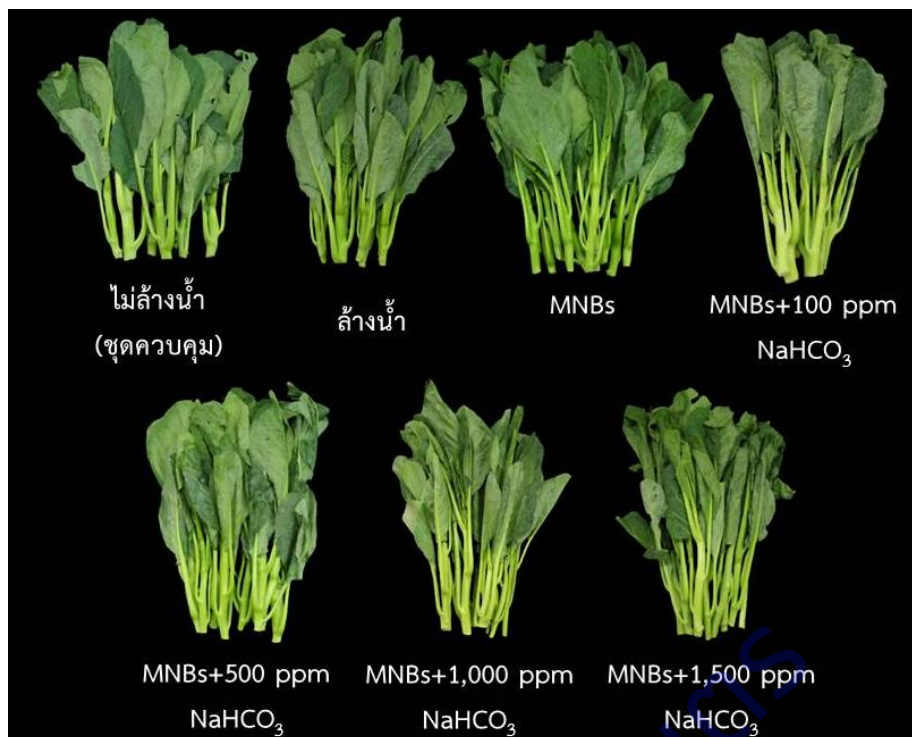 ไม่ล้างน้ำ
(ชุดควบคุม)
ล้างน้ำ
MNBs
MNBs+100 ppm
NaHCO₃
MNBs+500 ppm
NaHCO₃
MNBs+1,000 ppm
NaHCO₃
MNBs+1,500 ppm
NaHCO₃